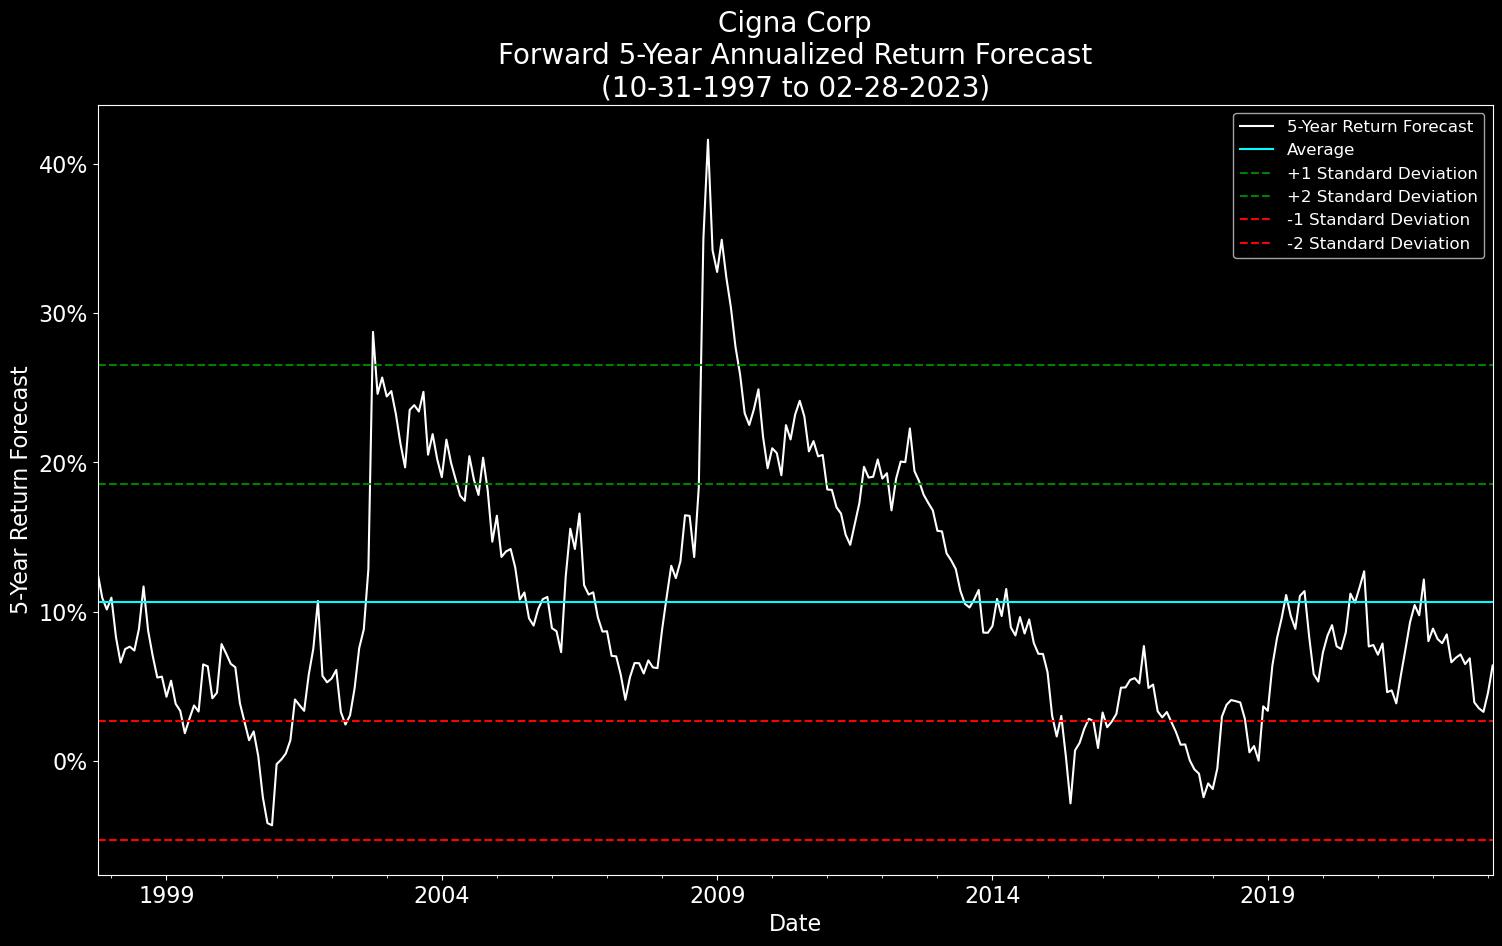 Cigna Corp
Forward 5-Year Annualized Return Forecast
(10-31-1997 to 02-28-2023)
5-Year Return Forecast
Average
+1 Standard Deviation
+2 Standard Deviation
-1 Standard Deviation
-2 Standard Deviation
40%
30%
20%
10%
0%
5-Year Return Forecast
1999
2004
2009
2014
2019
Date